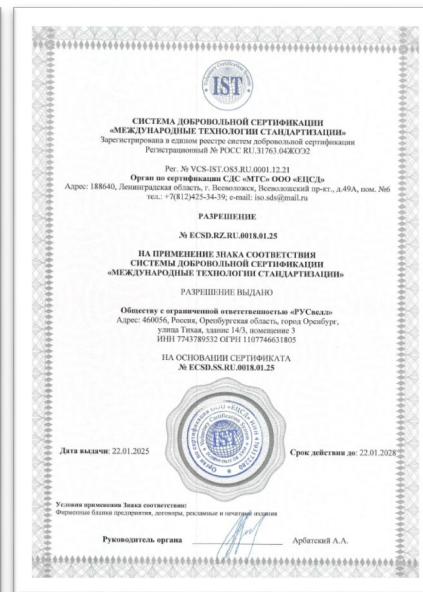 IST
СИСТЕМА ДОБРОВОЛЬНОЙ СЕРТИФИКАЦИИ
«МЕЖДУНАРОДНЫЕ ТЕХНОЛОГИИ СТАНДАРТИЗАЦИИ»
Зарегистрирована в едином реестре систем добровольной сертификации
Регистрационный № РОСС RU.31763.04ЖОЭ2
Рег. № VCS-IST.OS5.RU.0001.12.21
Орган по сертификации СДС «МТС» ООО «ЕЦСД»
Адрес: 188640, Ленинградская область, г. Всеволожск, Всеволожский пр-кт., д.49А, пом. №6
тел.: +7(812)425-34-39; e-mail: iso.sds@mail.ru
РАЗРЕШЕНИЕ
№ ECSD.RZ.RU.0018.01.25
НА ПРИМЕНЕНИЕ ЗНАКА СООТВЕТСТВИЯ
СИСТЕМЫ ДОБРОВОЛЬНОЙ СЕРТИФИКАЦИИ
«МЕЖДУНАРОДНЫЕ ТЕХНОЛОГИИ СТАНДАРТИЗАЦИИ»
РАЗРЕШЕНИЕ ВЫДАНО
Обществу с ограниченной ответственностью «РУСвелл»
Адрес: 460056, Россия, Оренбургская область, город Оренбург,
улица Тихая, здание 14/3, помещение 3
ИНН 7743789532 ОГРН 1107746631805
НА ОСНОВАНИИ СЕРТИФИКАТА
№ ECSD.SS.RU.0018.01.25
IST
Дата выдачи: 22.01.2025
Срок действия до: 22.01.2028
Условия применения Знака соответствия:
Фирменные бланки предприятия, договоры, рекламные и печатные издания
Руководитель органа
Арбатский А.А.